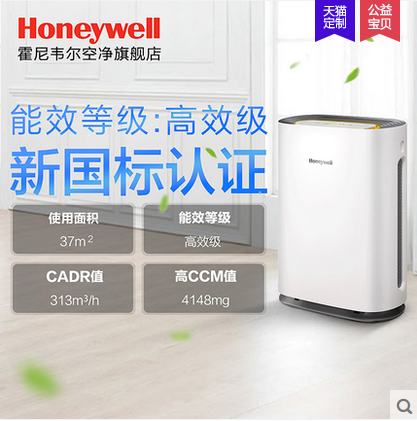 Honeywell
霍尼韦尔空净旗舰店
天猫
定制
公益
宝贝
能效等级:高效级
新国标认证
Honeywell
使用面积
37m²
能效等级
高效级
CADR值
313m³/h
高CCM值
4148mg